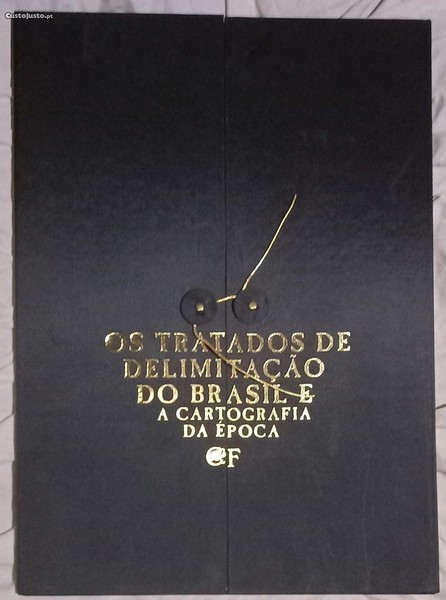 CustoJusto.pt
OS TRATADOS DE
DELIMITAÇÃO
DO BRASIL E
A CARTOGRAFIA
DA ÉPOCA